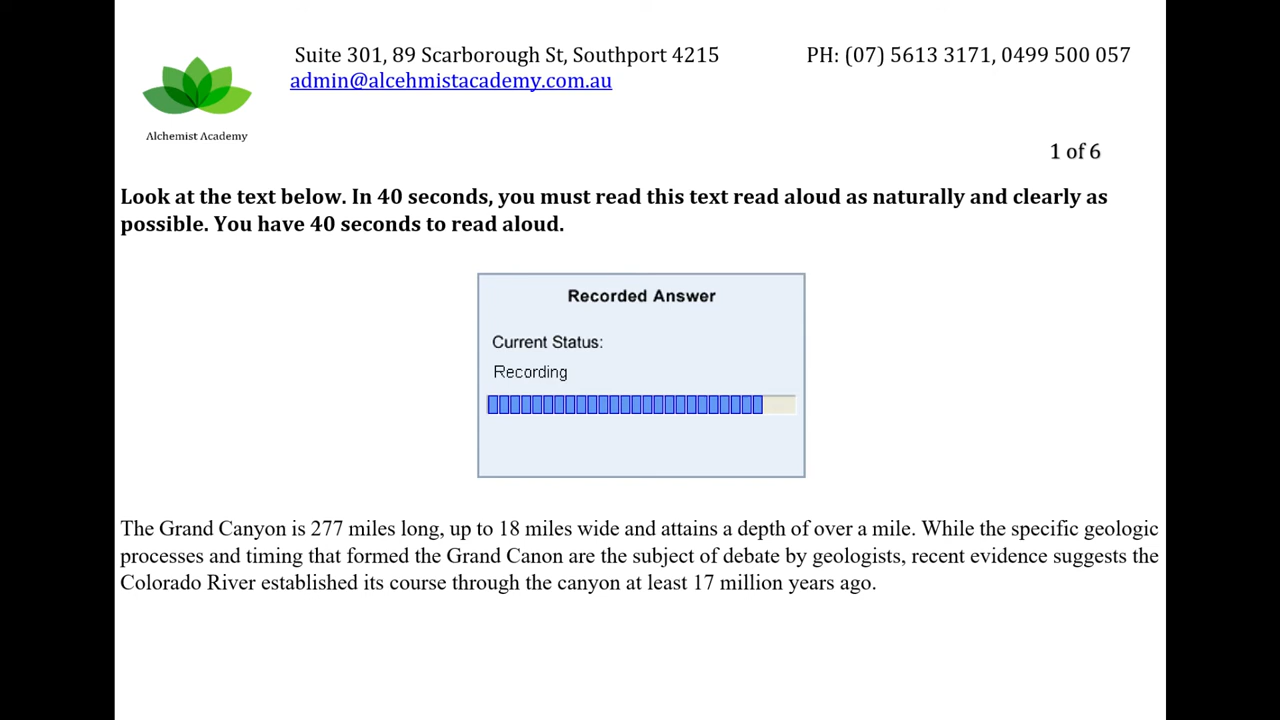 Suite 301, 89 Scarborough St, Southport 4215 PH: (07) 5613 3171, 0499 500 057
admin@alcehmistacademy.com.au
Alchemist Academy
1 of 6
Look at the text below. In 40 seconds, you must read this text read aloud as naturally and clearly as
possible. You have 40 seconds to read aloud.
Recorded Answer
Current Status:
Recording
The Grand Canyon is 277 miles long, up to 18 miles wide and attains a depth of over a mile. While the specific geologic
processes and timing that formed the Grand Canon are the subject of debate by geologists, recent evidence suggests the
Colorado River established its course through the canyon at least 17 million years ago.